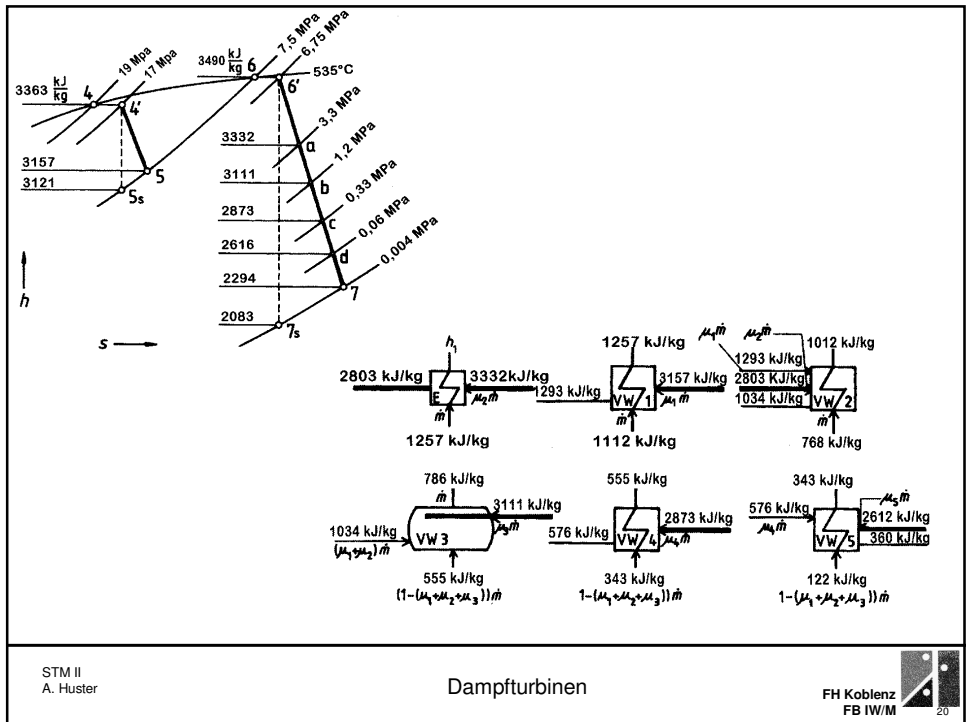 19 Mpa
17 Mpa
3363 kJ/kg
4
4'
3157
3121
5
5s
h
s
3490 kJ/kg
6
7,5 MPa
6,75 MPa
535°C
6'
3332
a
3,3 MPa
3111
b
1,2 MPa
2873
c
0,33 MPa
2616
d
0,06 MPa
2294
7
0,004 MPa
2083
7s
h₁
2803 kJ/kg
3332kJ/kg
E
μ₂ṁ
ṁ
1257 kJ/kg
1257 kJ/kg
1293 kJ/kg
3157 kJ/kg
VW 1
μ₁ṁ
ṁ
1112 kJ/kg
μ₁ṁ
μ₂ṁ
1012 kJ/kg
1293 kJ/kg
2803 KJ/kg
1034 kJ/kg
VW 2
ṁ
768 kJ/kg
786 kJ/kg
ṁ
3111 kJ/kg
μ₃ṁ
1034 kJ/kg
(μ₁+μ₂)ṁ
VW 3
555 kJ/kg
(1-(μ₁+μ₂+μ₃))ṁ
555 kJ/kg
2873 kJ/kg
576 kJ/kg
VW 4
μ₄ṁ
343 kJ/kg
1-(μ₁+μ₂+μ₃))ṁ
343 kJ/kg
μ₅ṁ
576 kJ/kg
μ₄ṁ
2612 kJ/kg
VW 5
360 kJ/kg
122 kJ/kg
1-(μ₁+μ₂+μ₃))ṁ
STM II
A. Huster
Dampfturbinen
FH Koblenz
FB IW/M
20